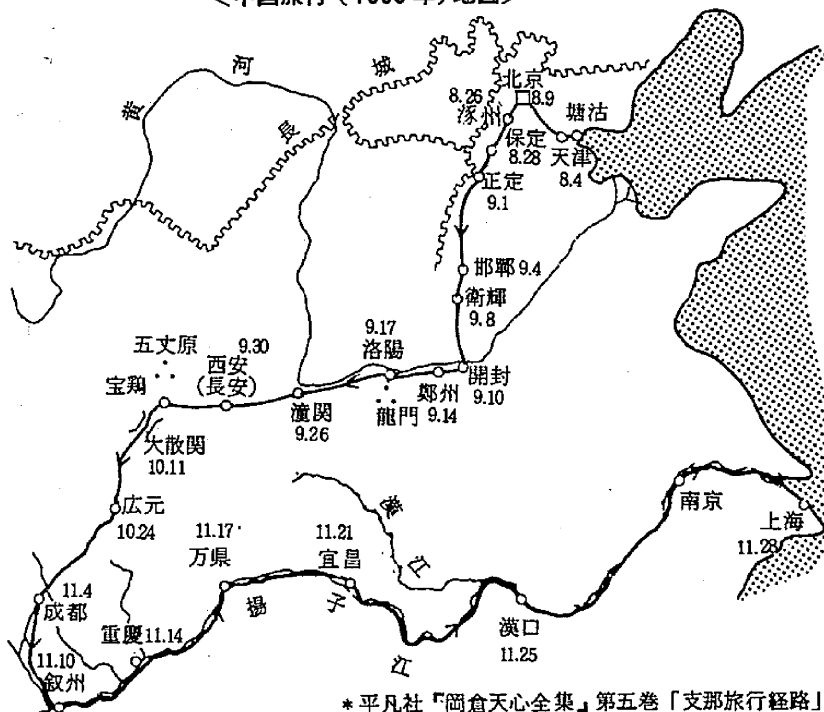 黄
河
長
城
北京
8.9
8.26
涿州
塘沽
保定
8.28
天津
8.4
正定
9.1
邯鄲9.4
衛輝
9.8
開封
9.10
鄭州
9.14
9.17
洛陽
龍門
潼関
9.26
9.30
西安
(長安)
五丈原
宝鶏
大散関
10.11
広元
10.24
11.4
成都
11.10
叙州
重慶11.14
11.17
万県
11.21
宜昌
揚
子
江
漢
江
漢口
11.25
南京
上海
11.28
*平凡社『岡倉天心全集』第五巻「支那旅行経路」